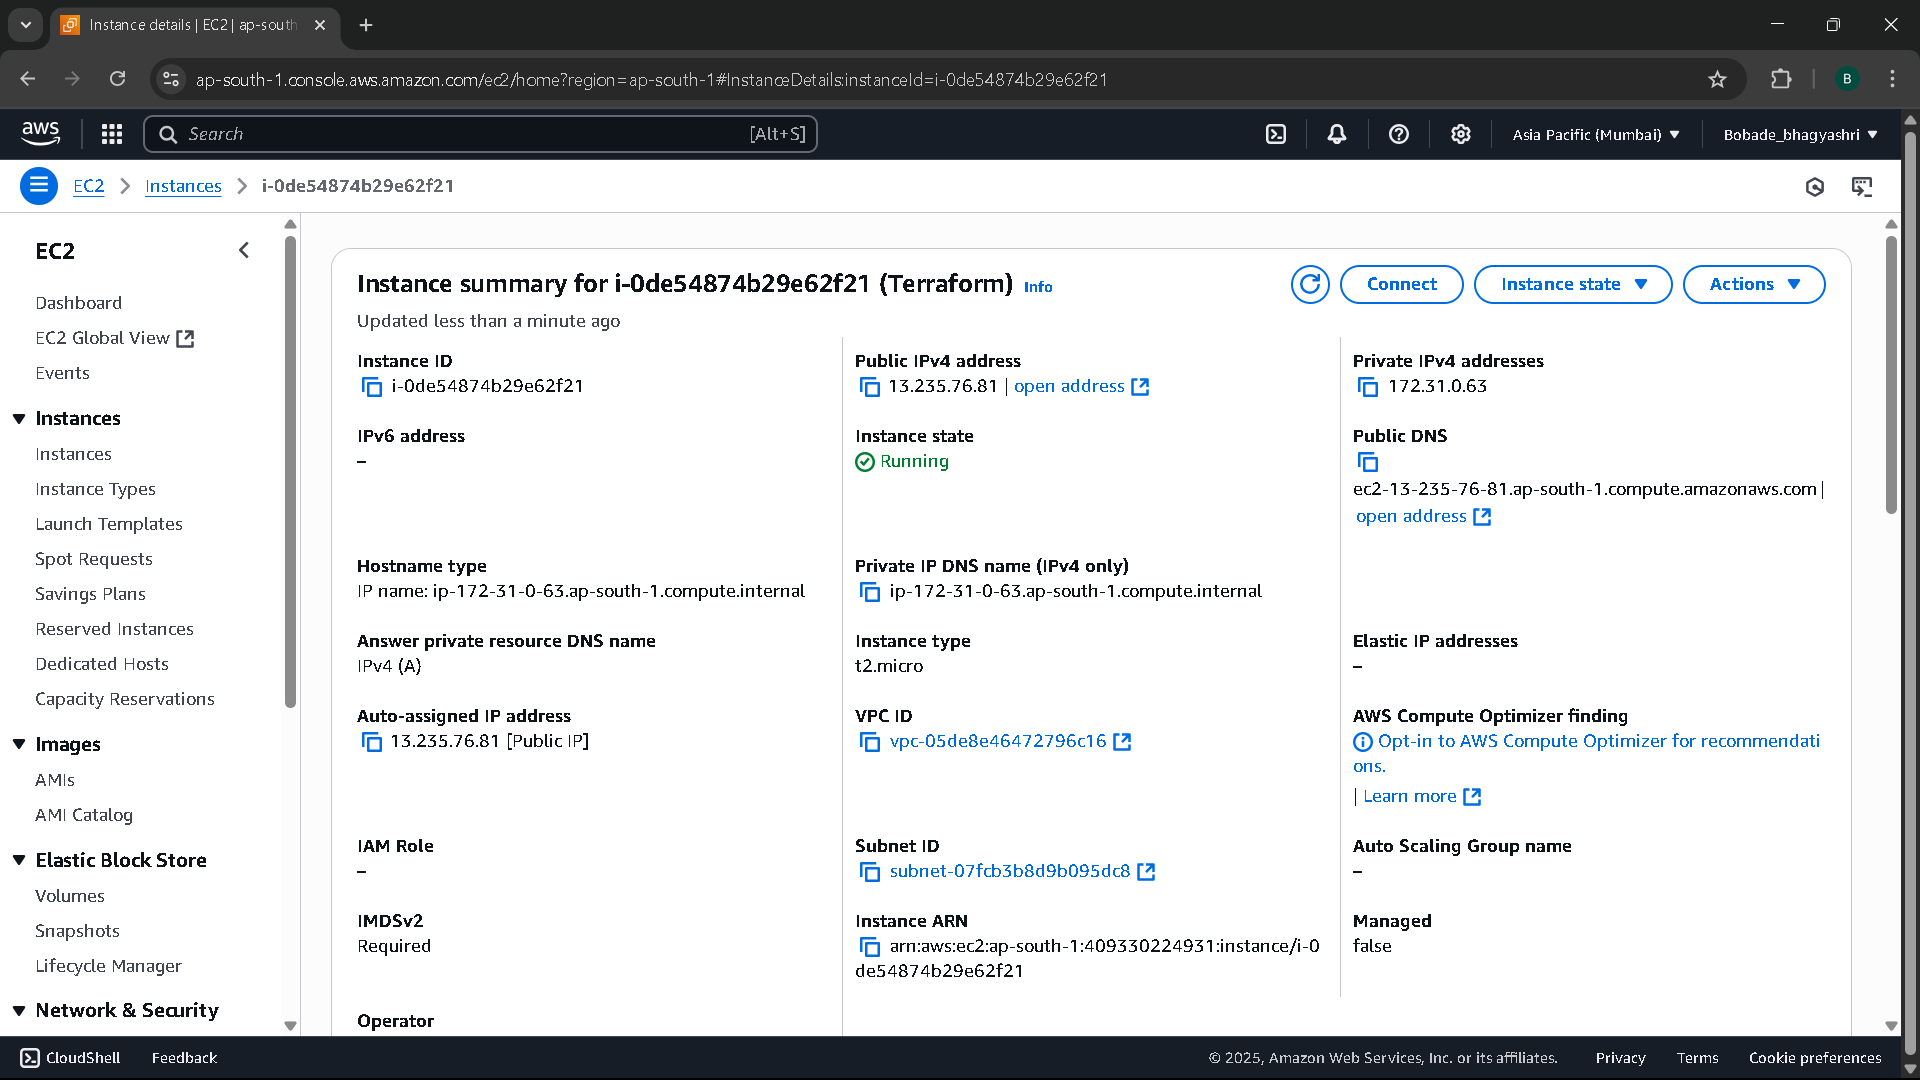 Instance details | EC2 | ap-south
ap-south-1.console.aws.amazon.com/ec2/home?region=ap-south-1#InstanceDetails:instanceId=i-0de54874b29e62f21
B
aws
Search
[Alt+S]
Asia Pacific (Mumbai)
Bobade_bhagyashri
EC2
Instances
i-0de54874b29e62f21
EC2
Dashboard
EC2 Global View
Events
Instances
Instances
Instance Types
Launch Templates
Spot Requests
Savings Plans
Reserved Instances
Dedicated Hosts
Capacity Reservations
Images
AMIs
AMI Catalog
Elastic Block Store
Volumes
Snapshots
Lifecycle Manager
Network & Security
Instance summary for i-0de54874b29e62f21 (Terraform) Info
Connect
Instance state
Actions
Updated less than a minute ago
Instance ID
i-0de54874b29e62f21
Public IPv4 address
13.235.76.81 | open address
Private IPv4 addresses
172.31.0.63
IPv6 address
–
Instance state
Running
Public DNS
ec2-13-235-76-81.ap-south-1.compute.amazonaws.com |
open address
Hostname type
IP name: ip-172-31-0-63.ap-south-1.compute.internal
Private IP DNS name (IPv4 only)
ip-172-31-0-63.ap-south-1.compute.internal
Answer private resource DNS name
IPv4 (A)
Instance type
t2.micro
Elastic IP addresses
–
Auto-assigned IP address
13.235.76.81 [Public IP]
VPC ID
vpc-05de8e46472796c16
AWS Compute Optimizer finding
Opt-in to AWS Compute Optimizer for recommendati
ons.
| Learn more
IAM Role
–
Subnet ID
subnet-07fcb3b8d9b095dc8
Auto Scaling Group name
–
IMDSv2
Required
Instance ARN
arn:aws:ec2:ap-south-1:409330224931:instance/i-0
de54874b29e62f21
Managed
false
Operator
CloudShell
Feedback
© 2025, Amazon Web Services, Inc. or its affiliates.
Privacy
Terms
Cookie preferences